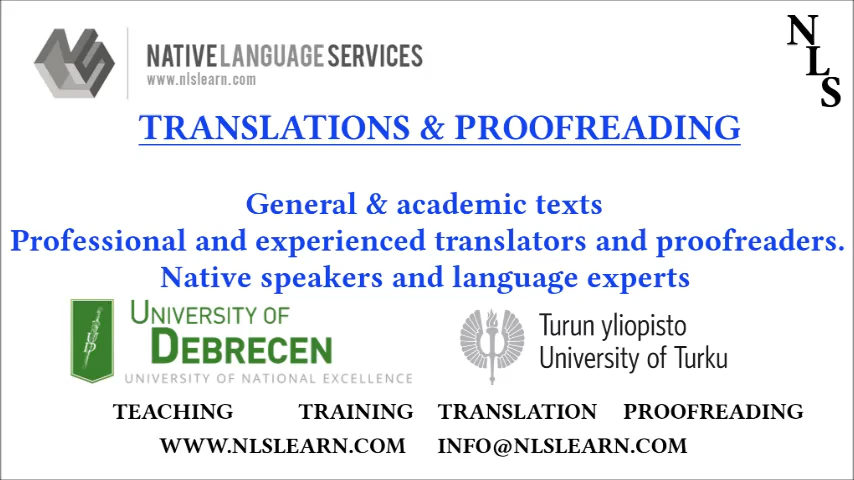 NATIVE LANGUAGE SERVICES
www.nlslearn.com
NLS
TRANSLATIONS & PROOFREADING
General & academic texts
Professional and experienced translators and proofreaders.
Native speakers and language experts
UNIVERSITY OF
DEBRECEN
UNIVERSITY OF NATIONAL EXCELLENCE
Turun yliopisto
University of Turku
TEACHING TRAINING TRANSLATION PROOFREADING
WWW.NLSLEARN.COM INFO@NLSLEARN.COM